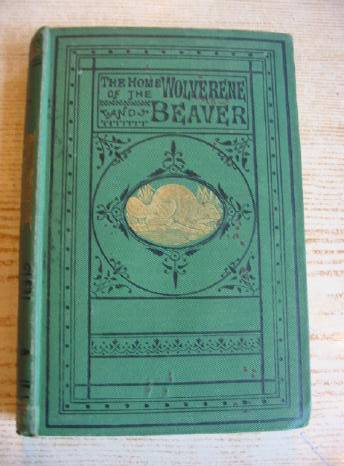 THE HOME WOLVERENE
OF THE
AND BEAVER